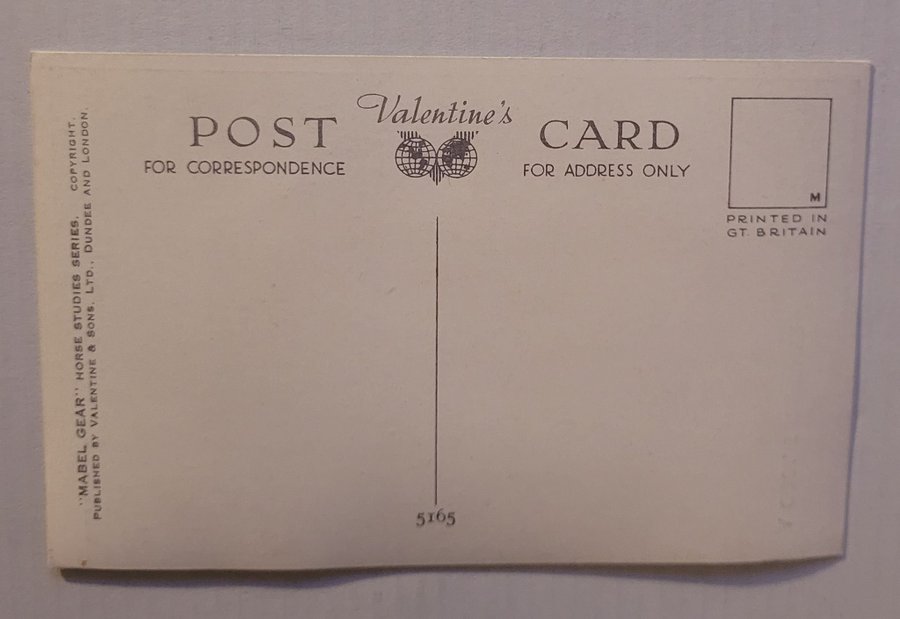 "MABEL GEAR" HORSE STUDIES SERIES. COPYRIGHT.
PUBLISHED BY VALENTINE & SONS, LTD., DUNDEE AND LONDON.
Valentine's
POST CARD
FOR CORRESPONDENCE
FOR ADDRESS ONLY
M
PRINTED IN
GT. BRITAIN
5165